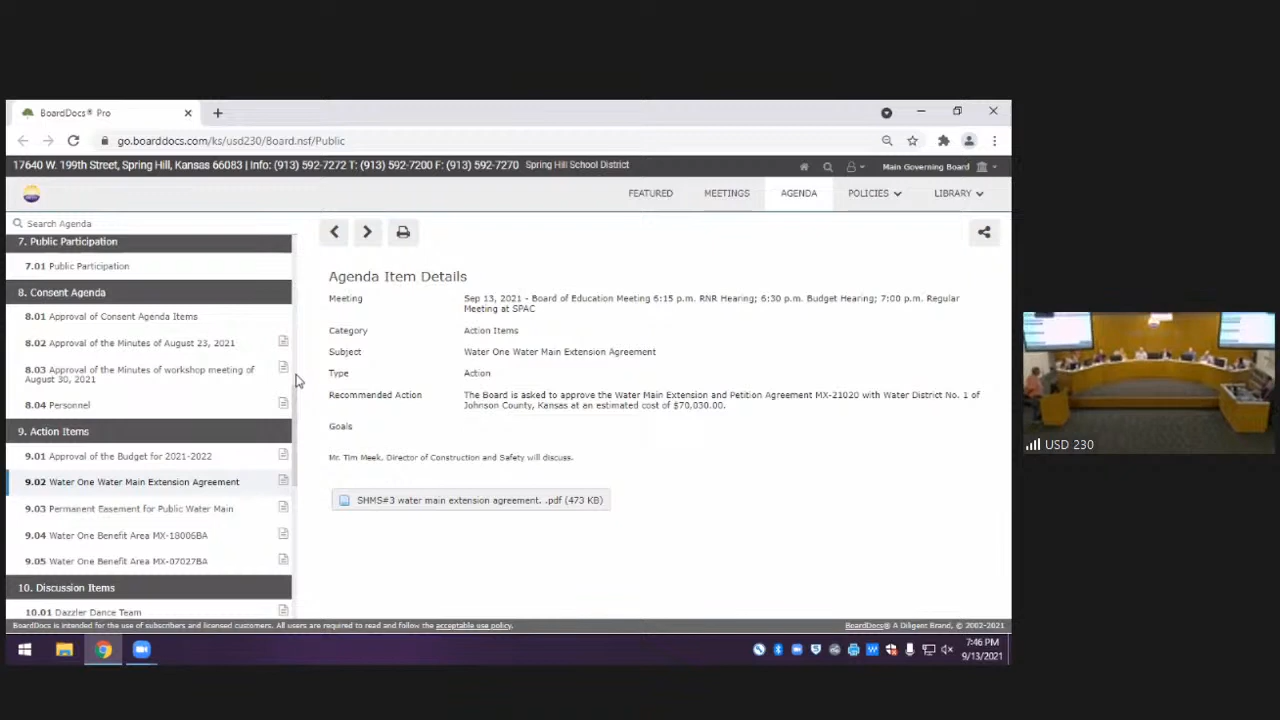 BoardDocs® Pro
go.boarddocs.com/ks/usd230/Board.nsf/Public
17640 W. 199th Street, Spring Hill, Kansas 66083 | Info: (913) 592-7272 T: (913) 592-7200 F: (913) 592-7270 Spring Hill School District
Main Governing Board
FEATURED MEETINGS AGENDA POLICIES LIBRARY
Search Agenda
7. Public Participation
7.01 Public Participation
8. Consent Agenda
8.01 Approval of Consent Agenda Items
8.02 Approval of the Minutes of August 23, 2021
8.03 Approval of the Minutes of workshop meeting of
August 30, 2021
8.04 Personnel
9. Action Items
9.01 Approval of the Budget for 2021-2022
9.02 Water One Water Main Extension Agreement
9.03 Permanent Easement for Public Water Main
9.04 Water One Benefit Area MX-18006BA
9.05 Water One Benefit Area MX-07027BA
10. Discussion Items
10.01 Dazzler Dance Team
Agenda Item Details
Meeting Sep 13, 2021 - Board of Education Meeting 6:15 p.m. RNR Hearing; 6:30 p.m. Budget Hearing; 7:00 p.m. Regular
Meeting at SPAC
Category Action Items
Subject Water One Water Main Extension Agreement
Type Action
Recommended Action The Board is asked to approve the Water Main Extension and Petition Agreement MX-21020 with Water District No. 1 of
Johnson County, Kansas at an estimated cost of $70,030.00.
Goals
Mr. Tim Meek, Director of Construction and Safety will discuss.
SHMS#3 water main extension agreement. .pdf (473 KB)
BoardDocs is intended for the use of subscribers and licensed customers. All users are required to read and follow the acceptable use policy.
BoardDocs® A Diligent Brand, © 2002-2021
7:46 PM
9/13/2021
USD 230